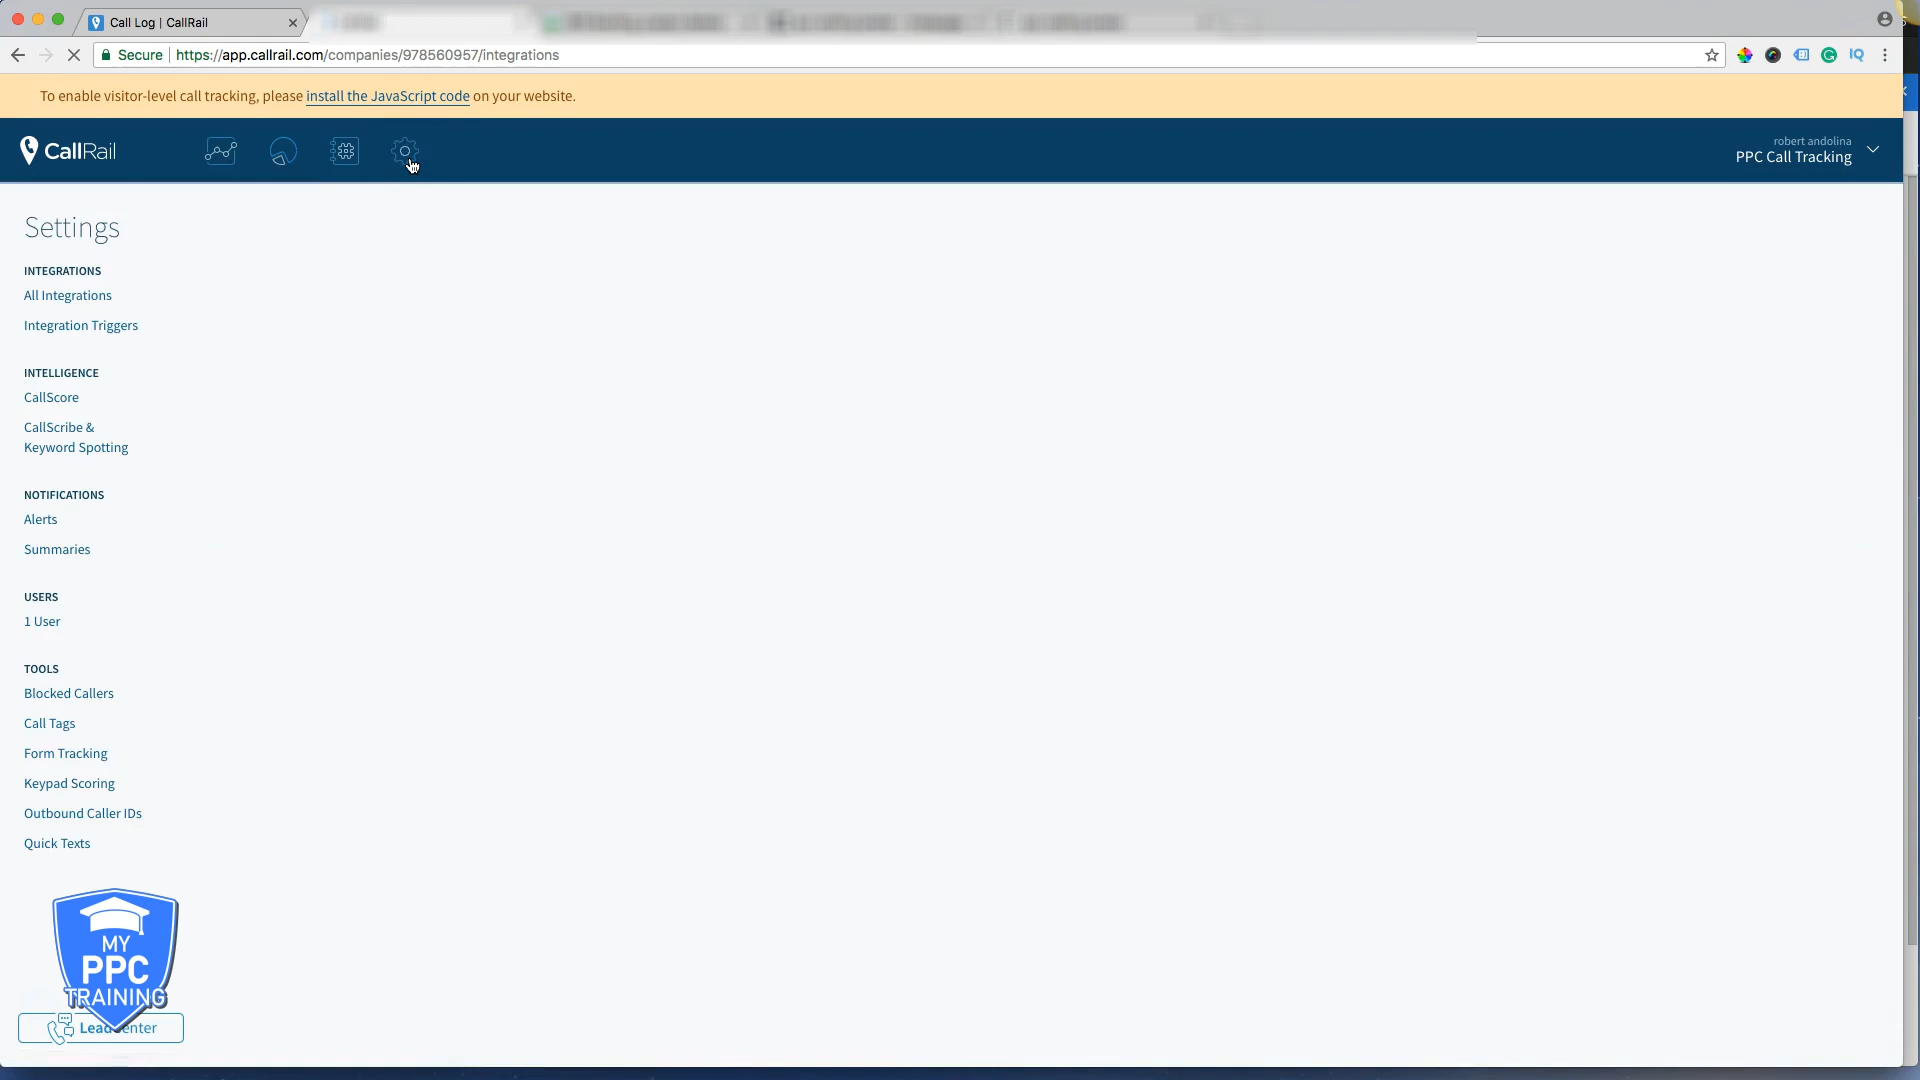 Call Log | CallRail
Secure
https://app.callrail.com/companies/978560957/integrations
IQ
To enable visitor-level call tracking, please install the JavaScript code on your website.
CallRail
robert andolina
PPC Call Tracking
Settings
INTEGRATIONS
All Integrations
Integration Triggers
INTELLIGENCE
CallScore
CallScribe &
Keyword Spotting
NOTIFICATIONS
Alerts
Summaries
USERS
1 User
TOOLS
Blocked Callers
Call Tags
Form Tracking
Keypad Scoring
Outbound Caller IDs
Quick Texts
MY
PPC
TRAINING
Lead enter